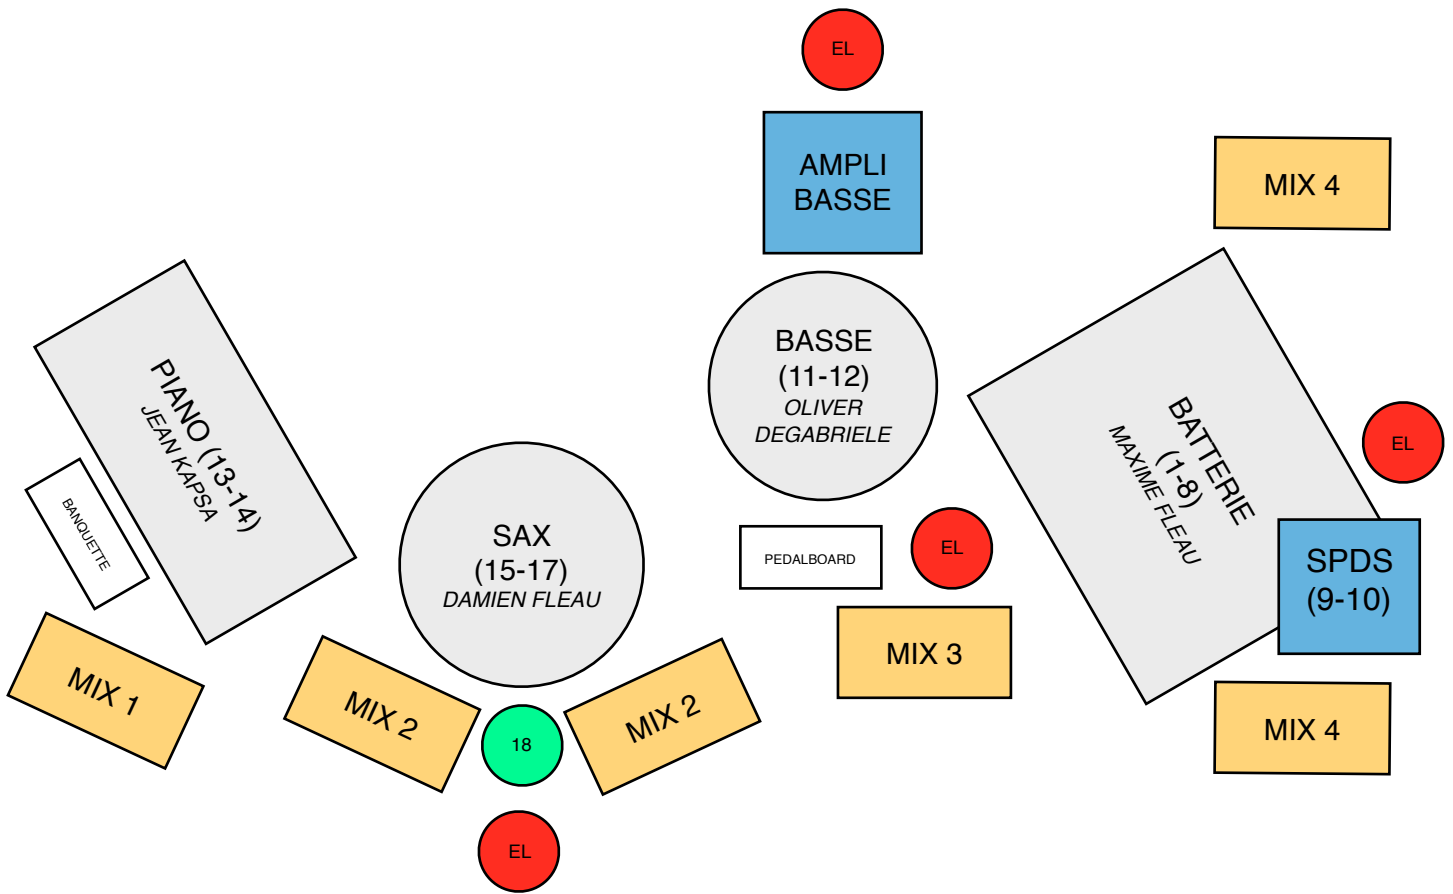 EL
AMPLI
BASSE
MIX 4
BASSE
(11-12)
OLIVER
DEGABRIELE
PIANO (13-14)
JEAN KAPSA
BANQUETTE
SAX
(15-17)
DAMIEN FLEAU
PEDALBOARD
EL
BATTERIE
(1-8)
MAXIME FLEAU
EL
SPDS
(9-10)
MIX 1
MIX 2
18
MIX 2
MIX 3
MIX 4
EL